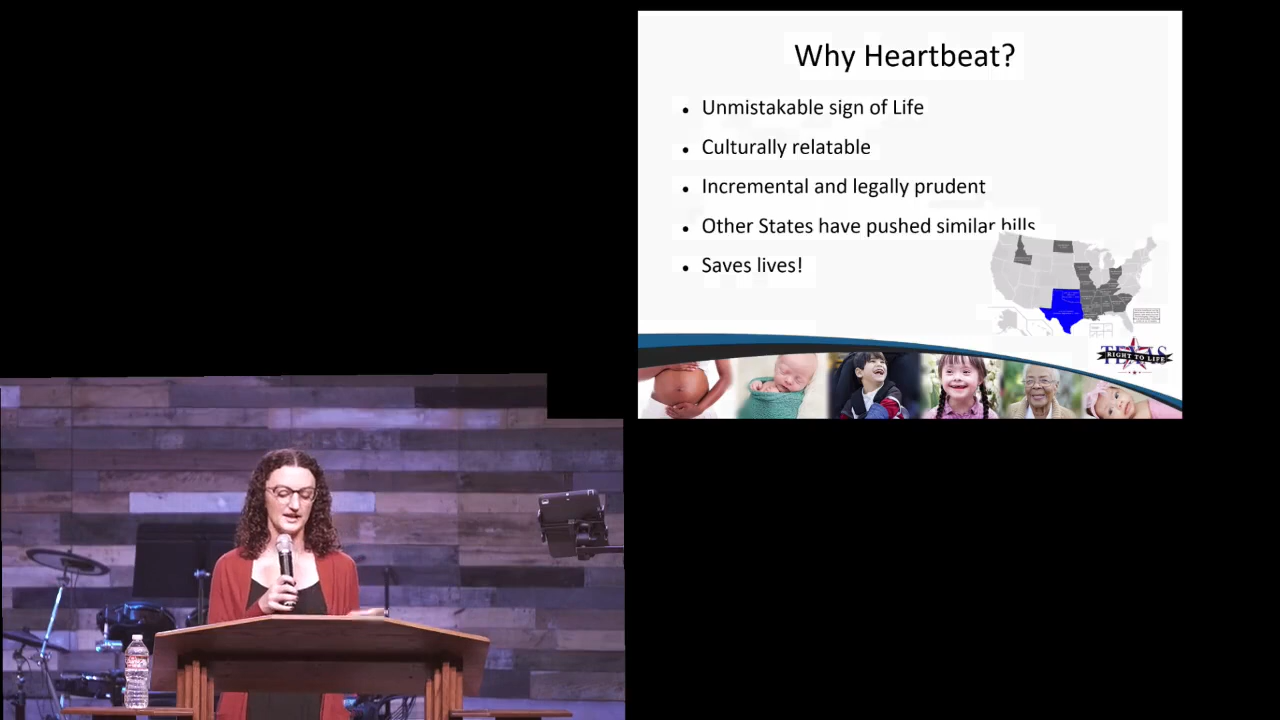 Why Heartbeat?
• Unmistakable sign of Life
• Culturally relatable
• Incremental and legally prudent
• Other States have pushed similar bills
• Saves lives!
TEXAS
RIGHT TO LIFE